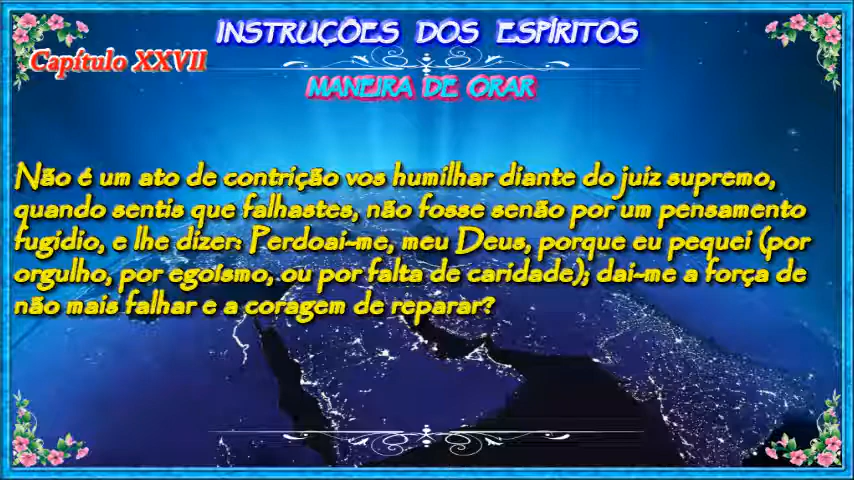 INSTRUÇÕES DOS ESPÍRITOS
Capítulo XXVII
MANEIRA DE ORAR
Não é um ato de contrição vos humilhar diante do juiz supremo,
quando sentis que falhastes, não fosse senão por um pensamento
fugidio, e lhe dizer: Perdoai-me, meu Deus, porque eu pequei (por
orgulho, por egoísmo, ou por falta de caridade); dai-me a força de
não mais falhar e a coragem de reparar?